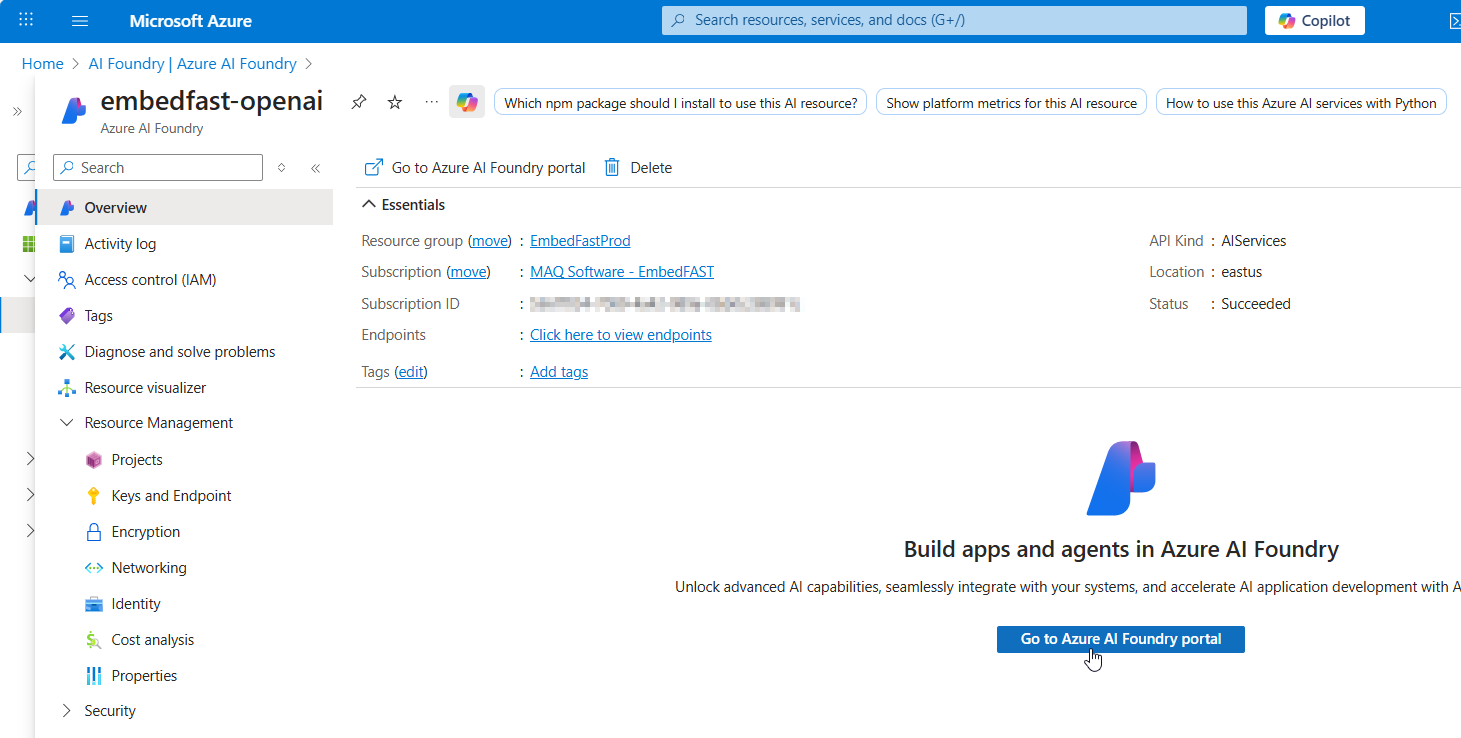 Microsoft Azure
Search resources, services, and docs (G+/)
Copilot
Home > AI Foundry | Azure AI Foundry >
embedfast-openai
Azure AI Foundry
Which npm package should I install to use this AI resource?
Show platform metrics for this AI resource
How to use this Azure AI services with Python
Search
Go to Azure AI Foundry portal
Delete
Overview
Activity log
Access control (IAM)
Tags
Diagnose and solve problems
Resource visualizer
Resource Management
Projects
Keys and Endpoint
Encryption
Networking
Identity
Cost analysis
Properties
Security
Essentials
Resource group (move) : EmbedFastProd
Subscription (move) : MAQ Software - EmbedFAST
Subscription ID :
Endpoints : Click here to view endpoints
Tags (edit) : Add tags
API Kind : AIServices
Location : eastus
Status : Succeeded
Build apps and agents in Azure AI Foundry
Unlock advanced AI capabilities, seamlessly integrate with your systems, and accelerate AI application development with A
Go to Azure AI Foundry portal